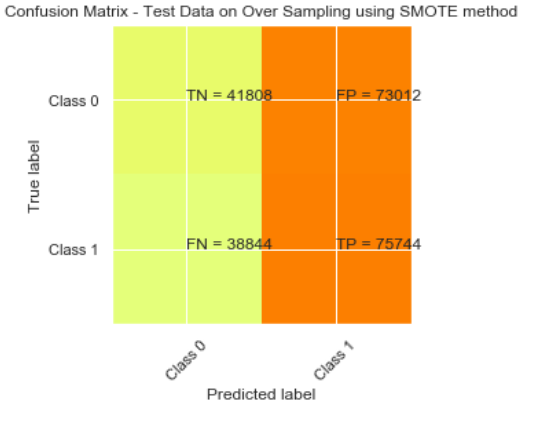 Confusion Matrix - Test Data on Over Sampling using SMOTE method
True label
Class 0
TN = 41808
FP = 73012
Class 1
FN = 38844
TP = 75744
Class 0
Class 1
Predicted label